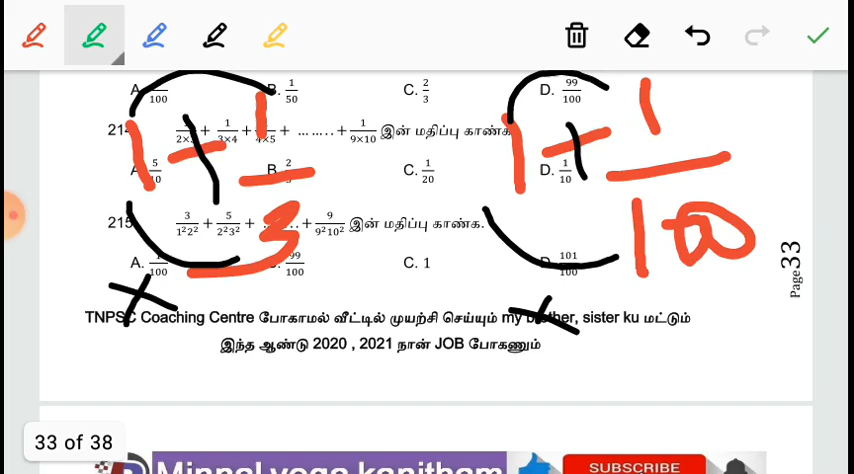 A. 1/100 B. 1/50 C. 2/3 D. 99/100
214 1/(2×3) + 1/(3×4) + 1/(4×5) + ........ + 1/(9×10) இன் மதிப்பு காண்க
A. 5/10 B. 2/5 C. 1/20 D. 1/10
215 3/(1²2²) + 5/(2²3²) + ...... + 9/(9²10²) இன் மதிப்பு காண்க.
A. 1/100 B. 99/100 C. 1 D. 101/100
1 + 1/3
1 + 1/100
Page33
TNPSC Coaching Centre போகாமல் வீட்டில் முயற்சி செய்யும் my brother, sister ku மட்டும்
இந்த ஆண்டு 2020 , 2021 நான் JOB போகணும்
33 of 38
Minnal vega kanitham
SUBSCRIBE